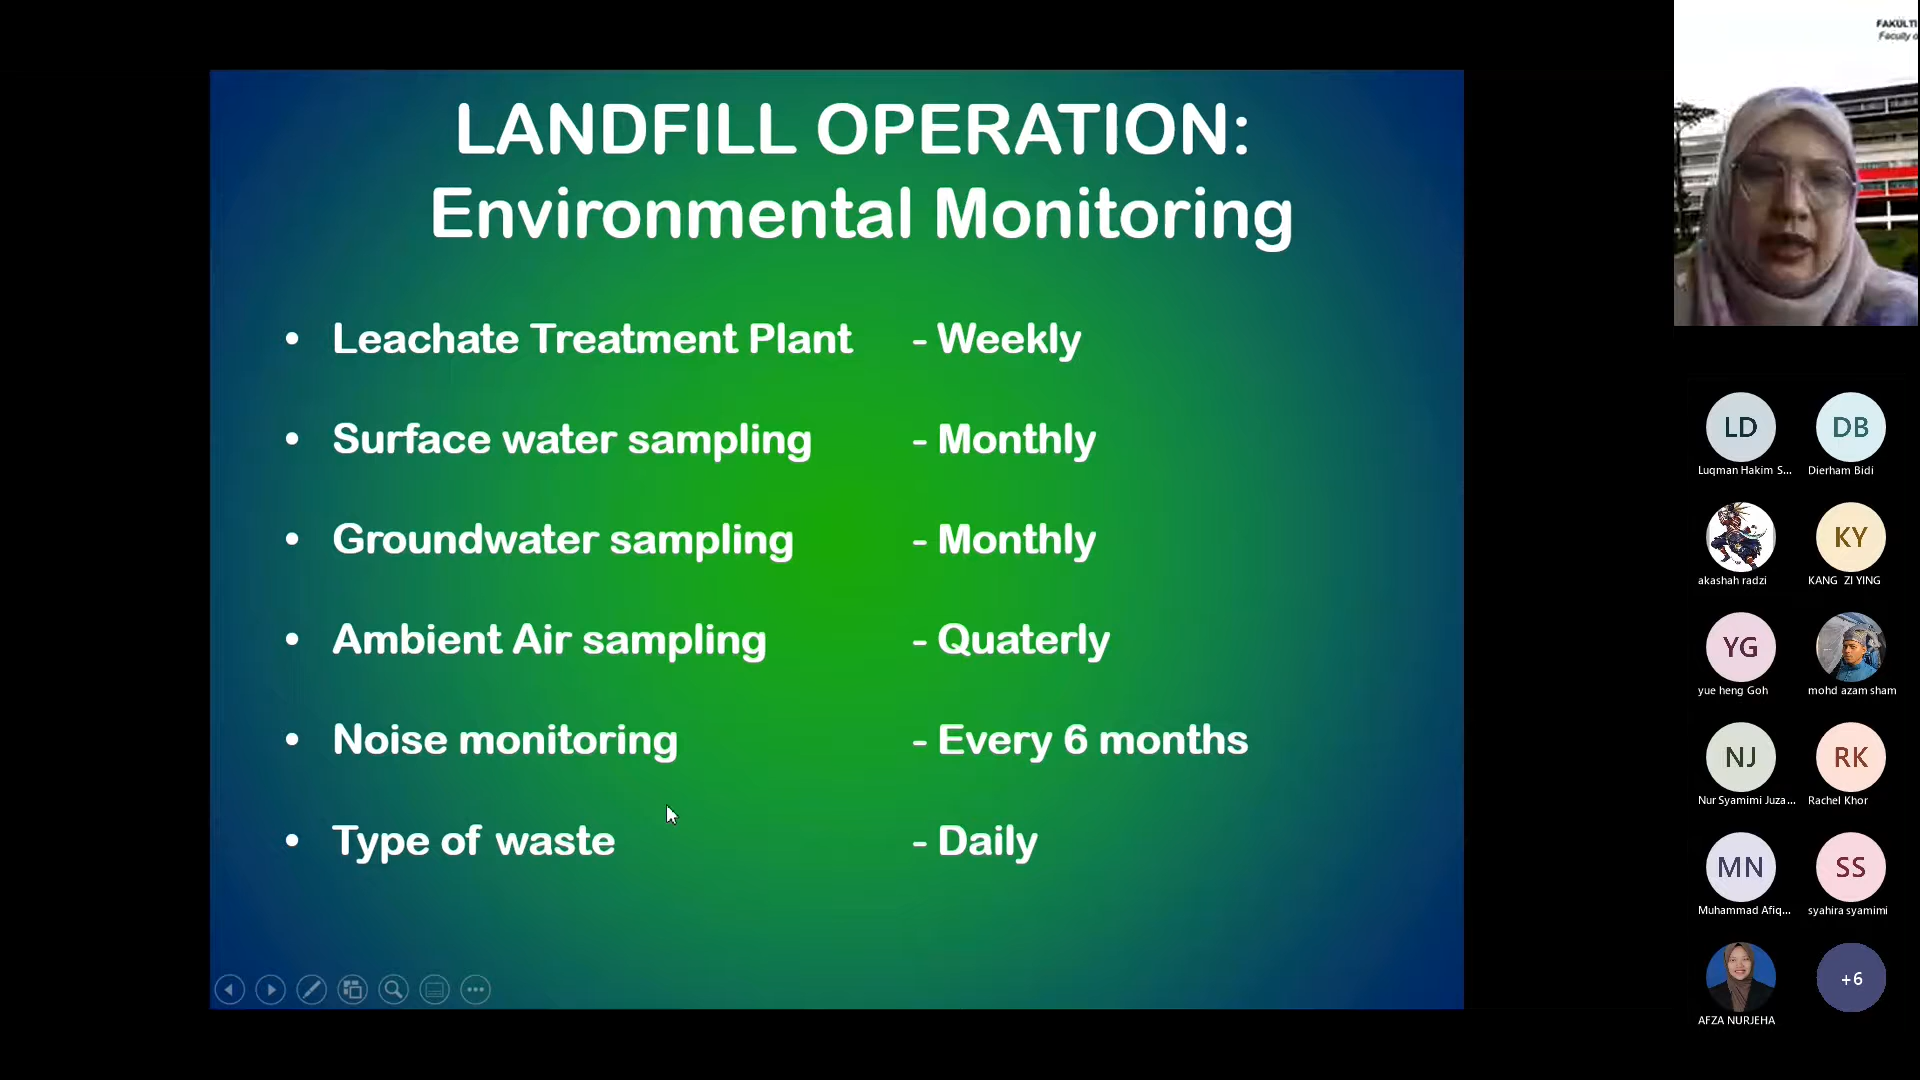 LANDFILL OPERATION:
Environmental Monitoring
• Leachate Treatment Plant - Weekly
• Surface water sampling - Monthly
• Groundwater sampling - Monthly
• Ambient Air sampling - Quaterly
• Noise monitoring - Every 6 months
• Type of waste - Daily
FAKULTI
Faculty o
LD DB
Luqman Hakim S... Dierham Bidi
KY
akashah radzi KANG ZI YING
YG
yue heng Goh mohd azam sham
NJ RK
Nur Syamimi Juza... Rachel Khor
MN SS
Muhammad Afiq... syahira syamimi
+6
AFZA NURJEHA